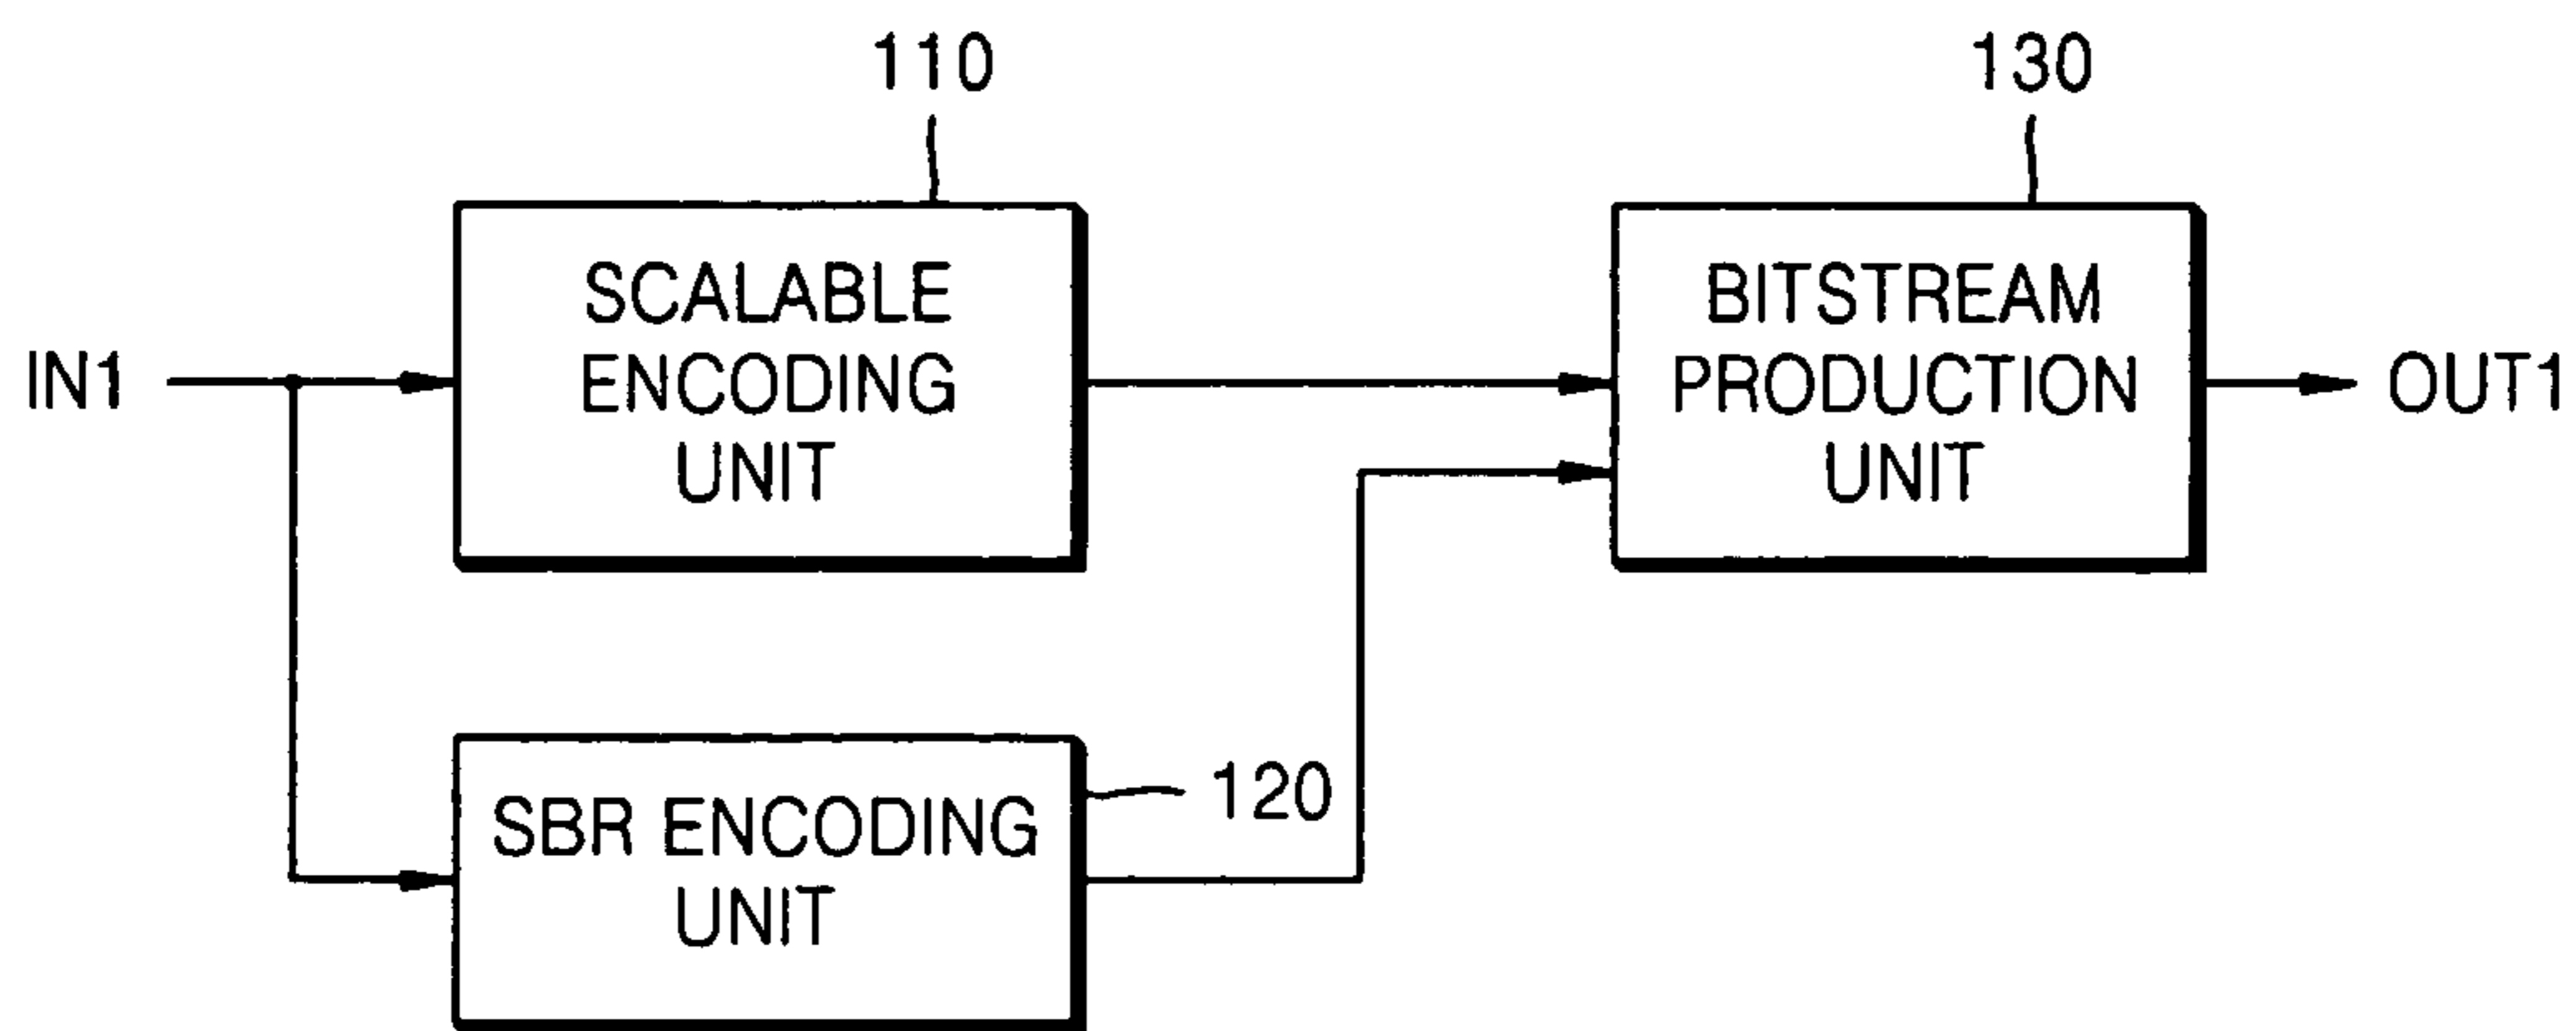 110
130
SCALABLE
ENCODING
UNIT
BITSTREAM
PRODUCTION
UNIT
IN1
OUT1
SBR ENCODING
UNIT
120